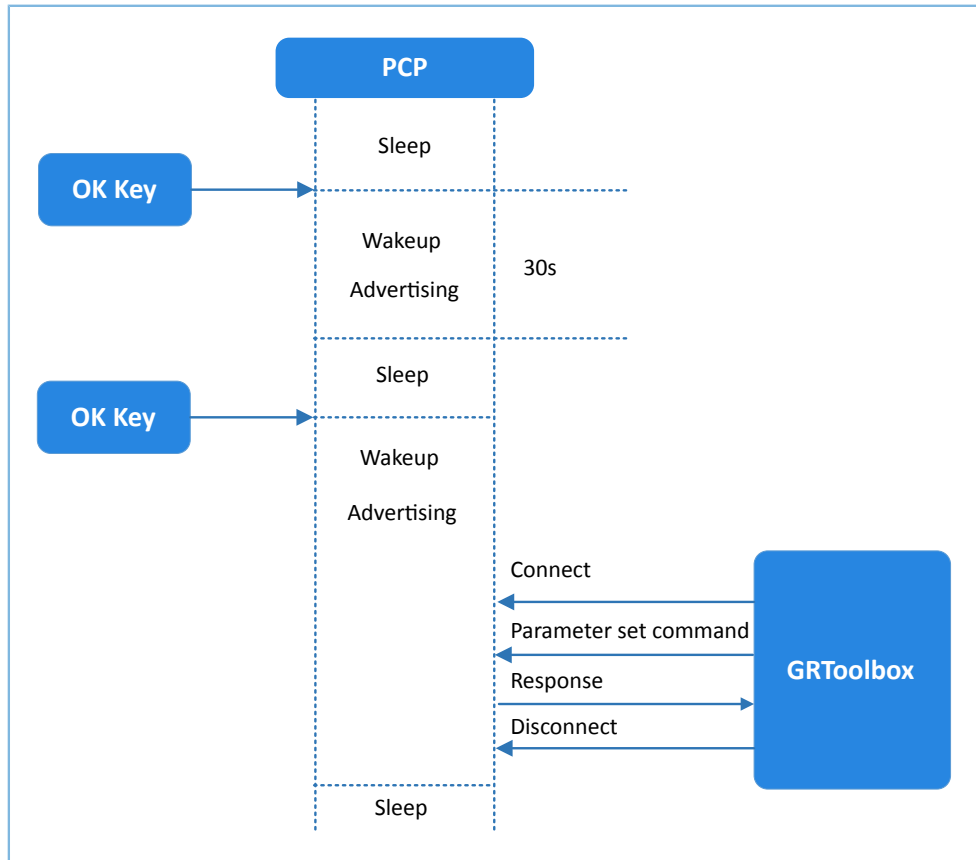 PCP
Sleep
OK Key
Wakeup
30s
Advertising
Sleep
OK Key
Wakeup
Advertising
Connect
Parameter set command
GRToolbox
Response
Disconnect
Sleep